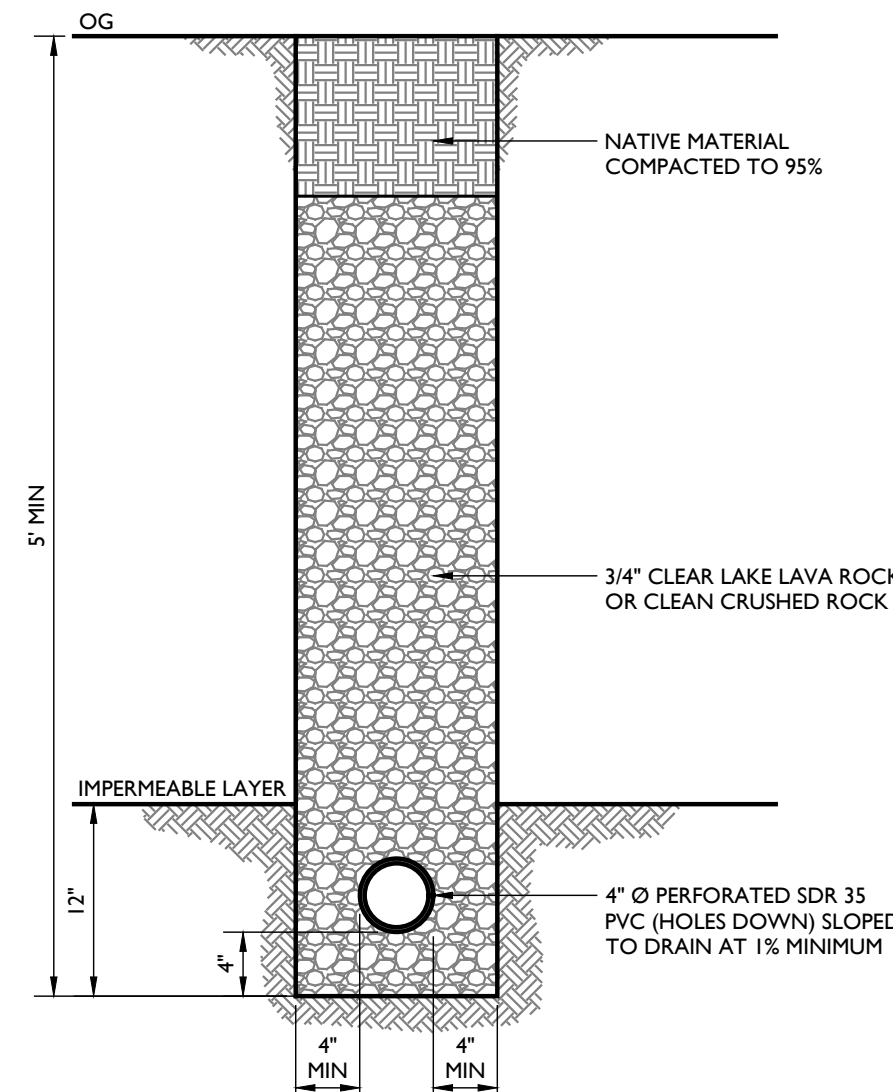 OG
NATIVE MATERIAL
COMPACTED TO 95%
5' MIN
3/4" CLEAR LAKE LAVA ROCK
OR CLEAN CRUSHED ROCK
IMPERMEABLE LAYER
12"
4" Ø PERFORATED SDR 35
PVC (HOLES DOWN) SLOPED
TO DRAIN AT 1% MINIMUM
4"
4"
MIN
4"
MIN